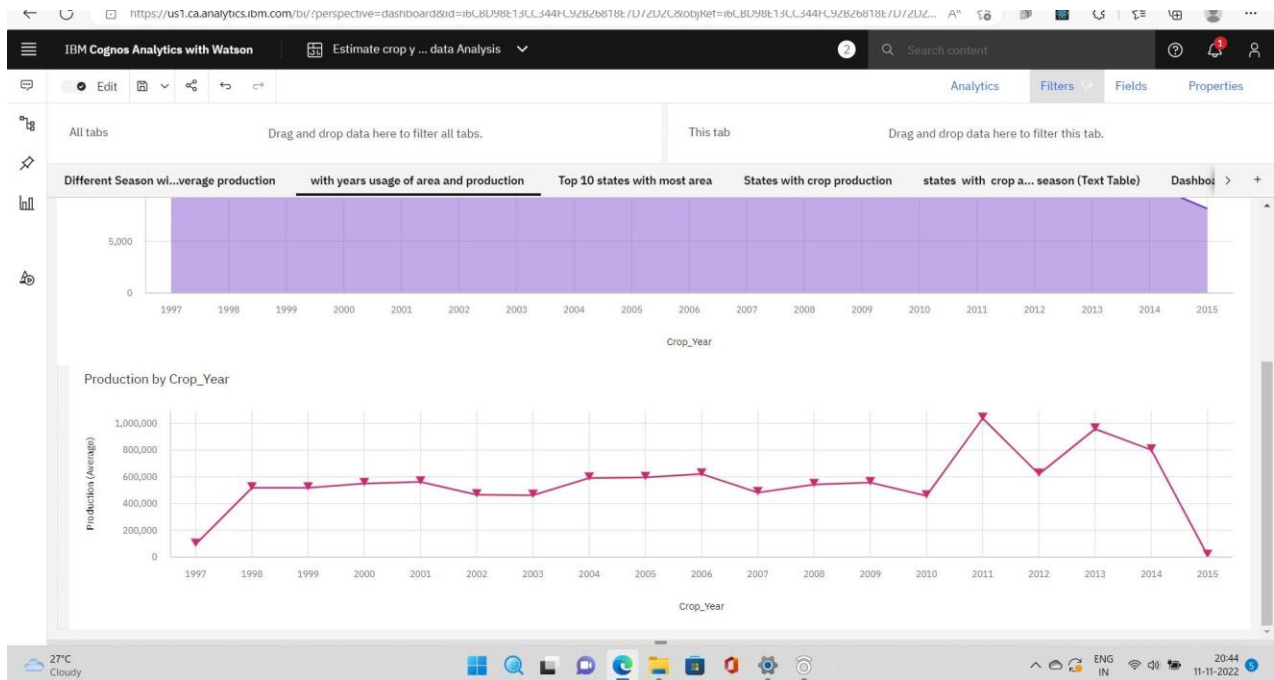 https://us1.ca.analytics.ibm.com/bi/?perspective=dashboard&id=i6CBD98E13CC344FC92B26818E7D72D2C&objRef=i6CBD98E13CC344FC92B26818E7D72D2...
IBM Cognos Analytics with Watson Estimate crop y ... data Analysis 2 Search content 1
Edit Analytics Filters Fields Properties
All tabs Drag and drop data here to filter all tabs. This tab Drag and drop data here to filter this tab.
Different Season wi...verage production with years usage of area and production Top 10 states with most area States with crop production states with crop a... season (Text Table) Dashboa > +
5,000
0
1997 1998 1999 2000 2001 2002 2003 2004 2005 2006 2007 2008 2009 2010 2011 2012 2013 2014 2015
Crop_Year
Production by Crop_Year
Production (Average)
1,000,000
800,000
600,000
400,000
200,000
0
1997 1998 1999 2000 2001 2002 2003 2004 2005 2006 2007 2008 2009 2010 2011 2012 2013 2014 2015
Crop_Year
27°C
Cloudy
ENG
IN
20:44
11-11-2022 5